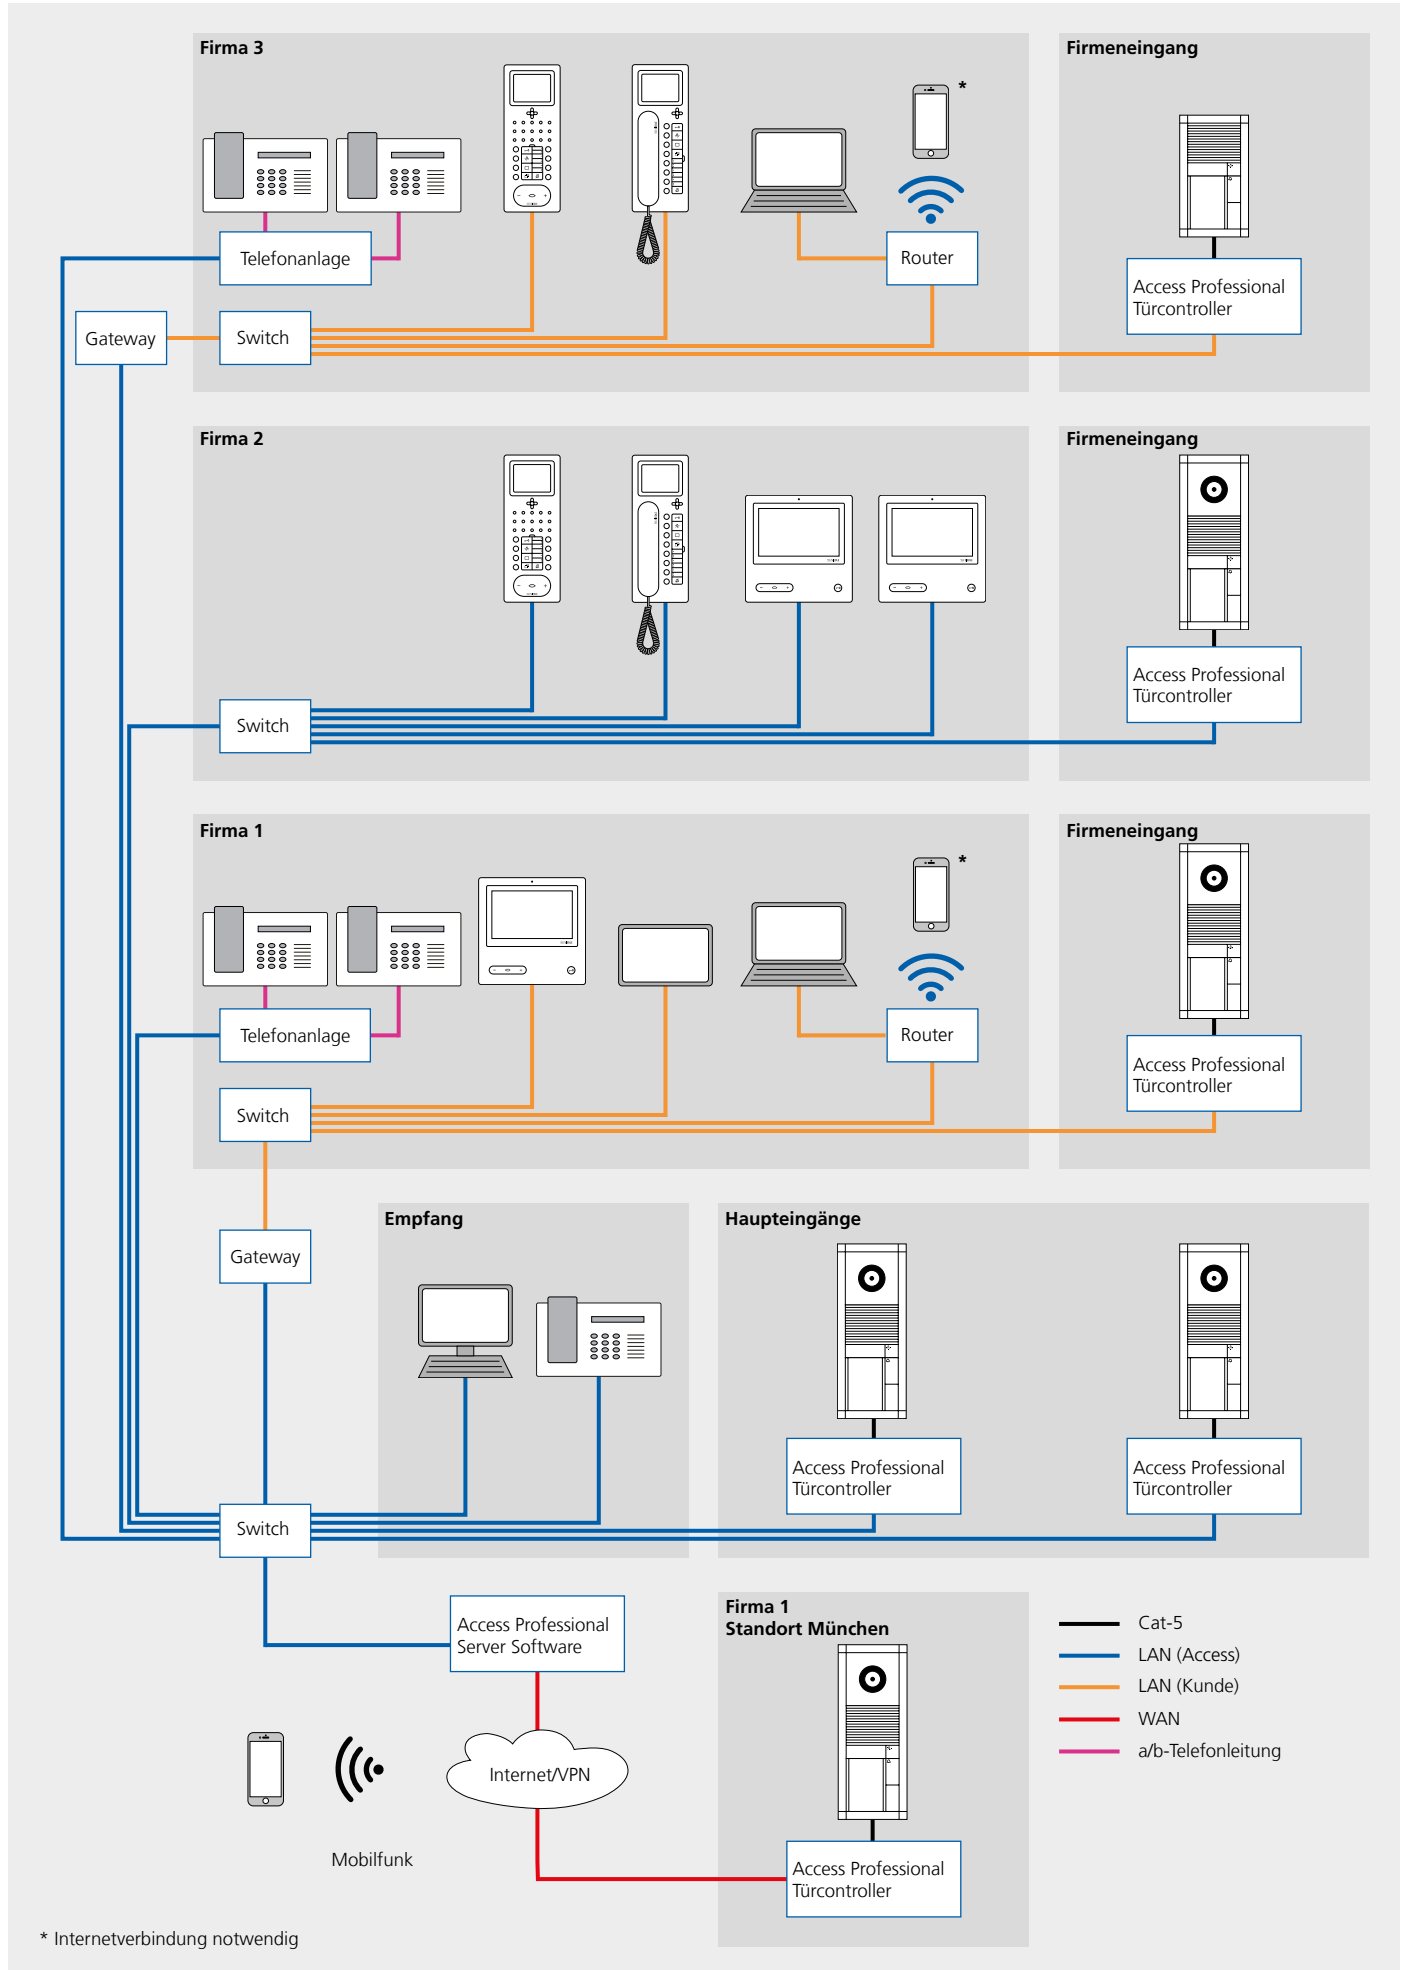 Firma 3
Firmeneingang
*
Telefonanlage
Router
Access Professional
Türcontroller
Gateway
Switch
Firma 2
Firmeneingang
Access Professional
Türcontroller
Switch
Firma 1
Firmeneingang
*
Telefonanlage
Router
Access Professional
Türcontroller
Switch
Gateway
Empfang
Haupteingänge
Access Professional
Türcontroller
Access Professional
Türcontroller
Switch
Access Professional
Server Software
Firma 1
Standort München
Cat-5
LAN (Access)
LAN (Kunde)
WAN
a/b-Telefonleitung
Internet/VPN
Mobilfunk
Access Professional
Türcontroller
* Internetverbindung notwendig